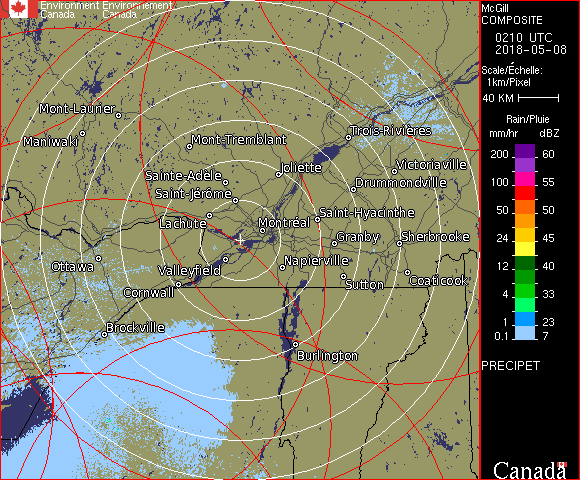 Environment Environnement
Canada Canada
McGill
COMPOSITE
0210 UTC
2018-05-08
Scale/Échelle:
1km/Pixel
40 KM
Rain/Pluie
mm/hr dBZ
200 60
100 55
50 50
24 45
12 40
4 33
1 23
0.1 7
PRECIPET
Canada
Mont-Laurier
Maniwaki
Mont-Tremblant
Trois-Rivières
Joliette
Victoriaville
Sainte-Adèle
Drummondville
Saint-Jérôme
Lachute
Montréal
Saint-Hyacinthe
Granby
Sherbrooke
Ottawa
Valleyfield
Napierville
Cornwall
Sutton
Coaticook
Brockville
Burlington